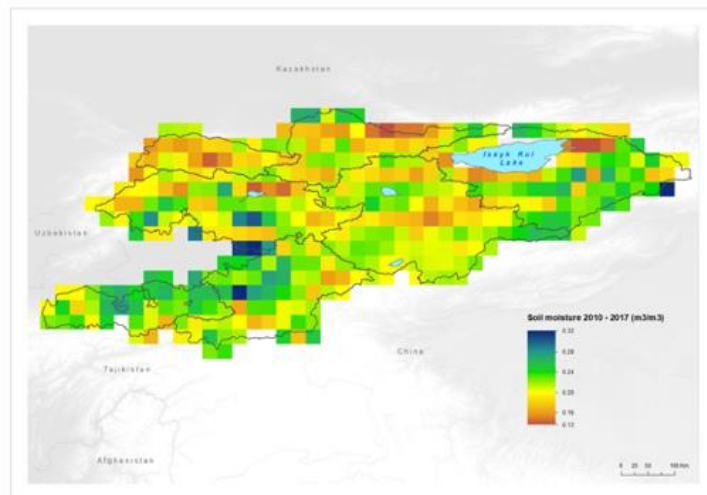 Kazakhstan
Issyk Kul
Lake
Uzbekistan
Soil moisture 2010 - 2017 (m3/m3)
0.32
0.28
0.24
0.20
0.16
0.13
China
Tajikistan
Afghanistan
0 25 50 100 Km